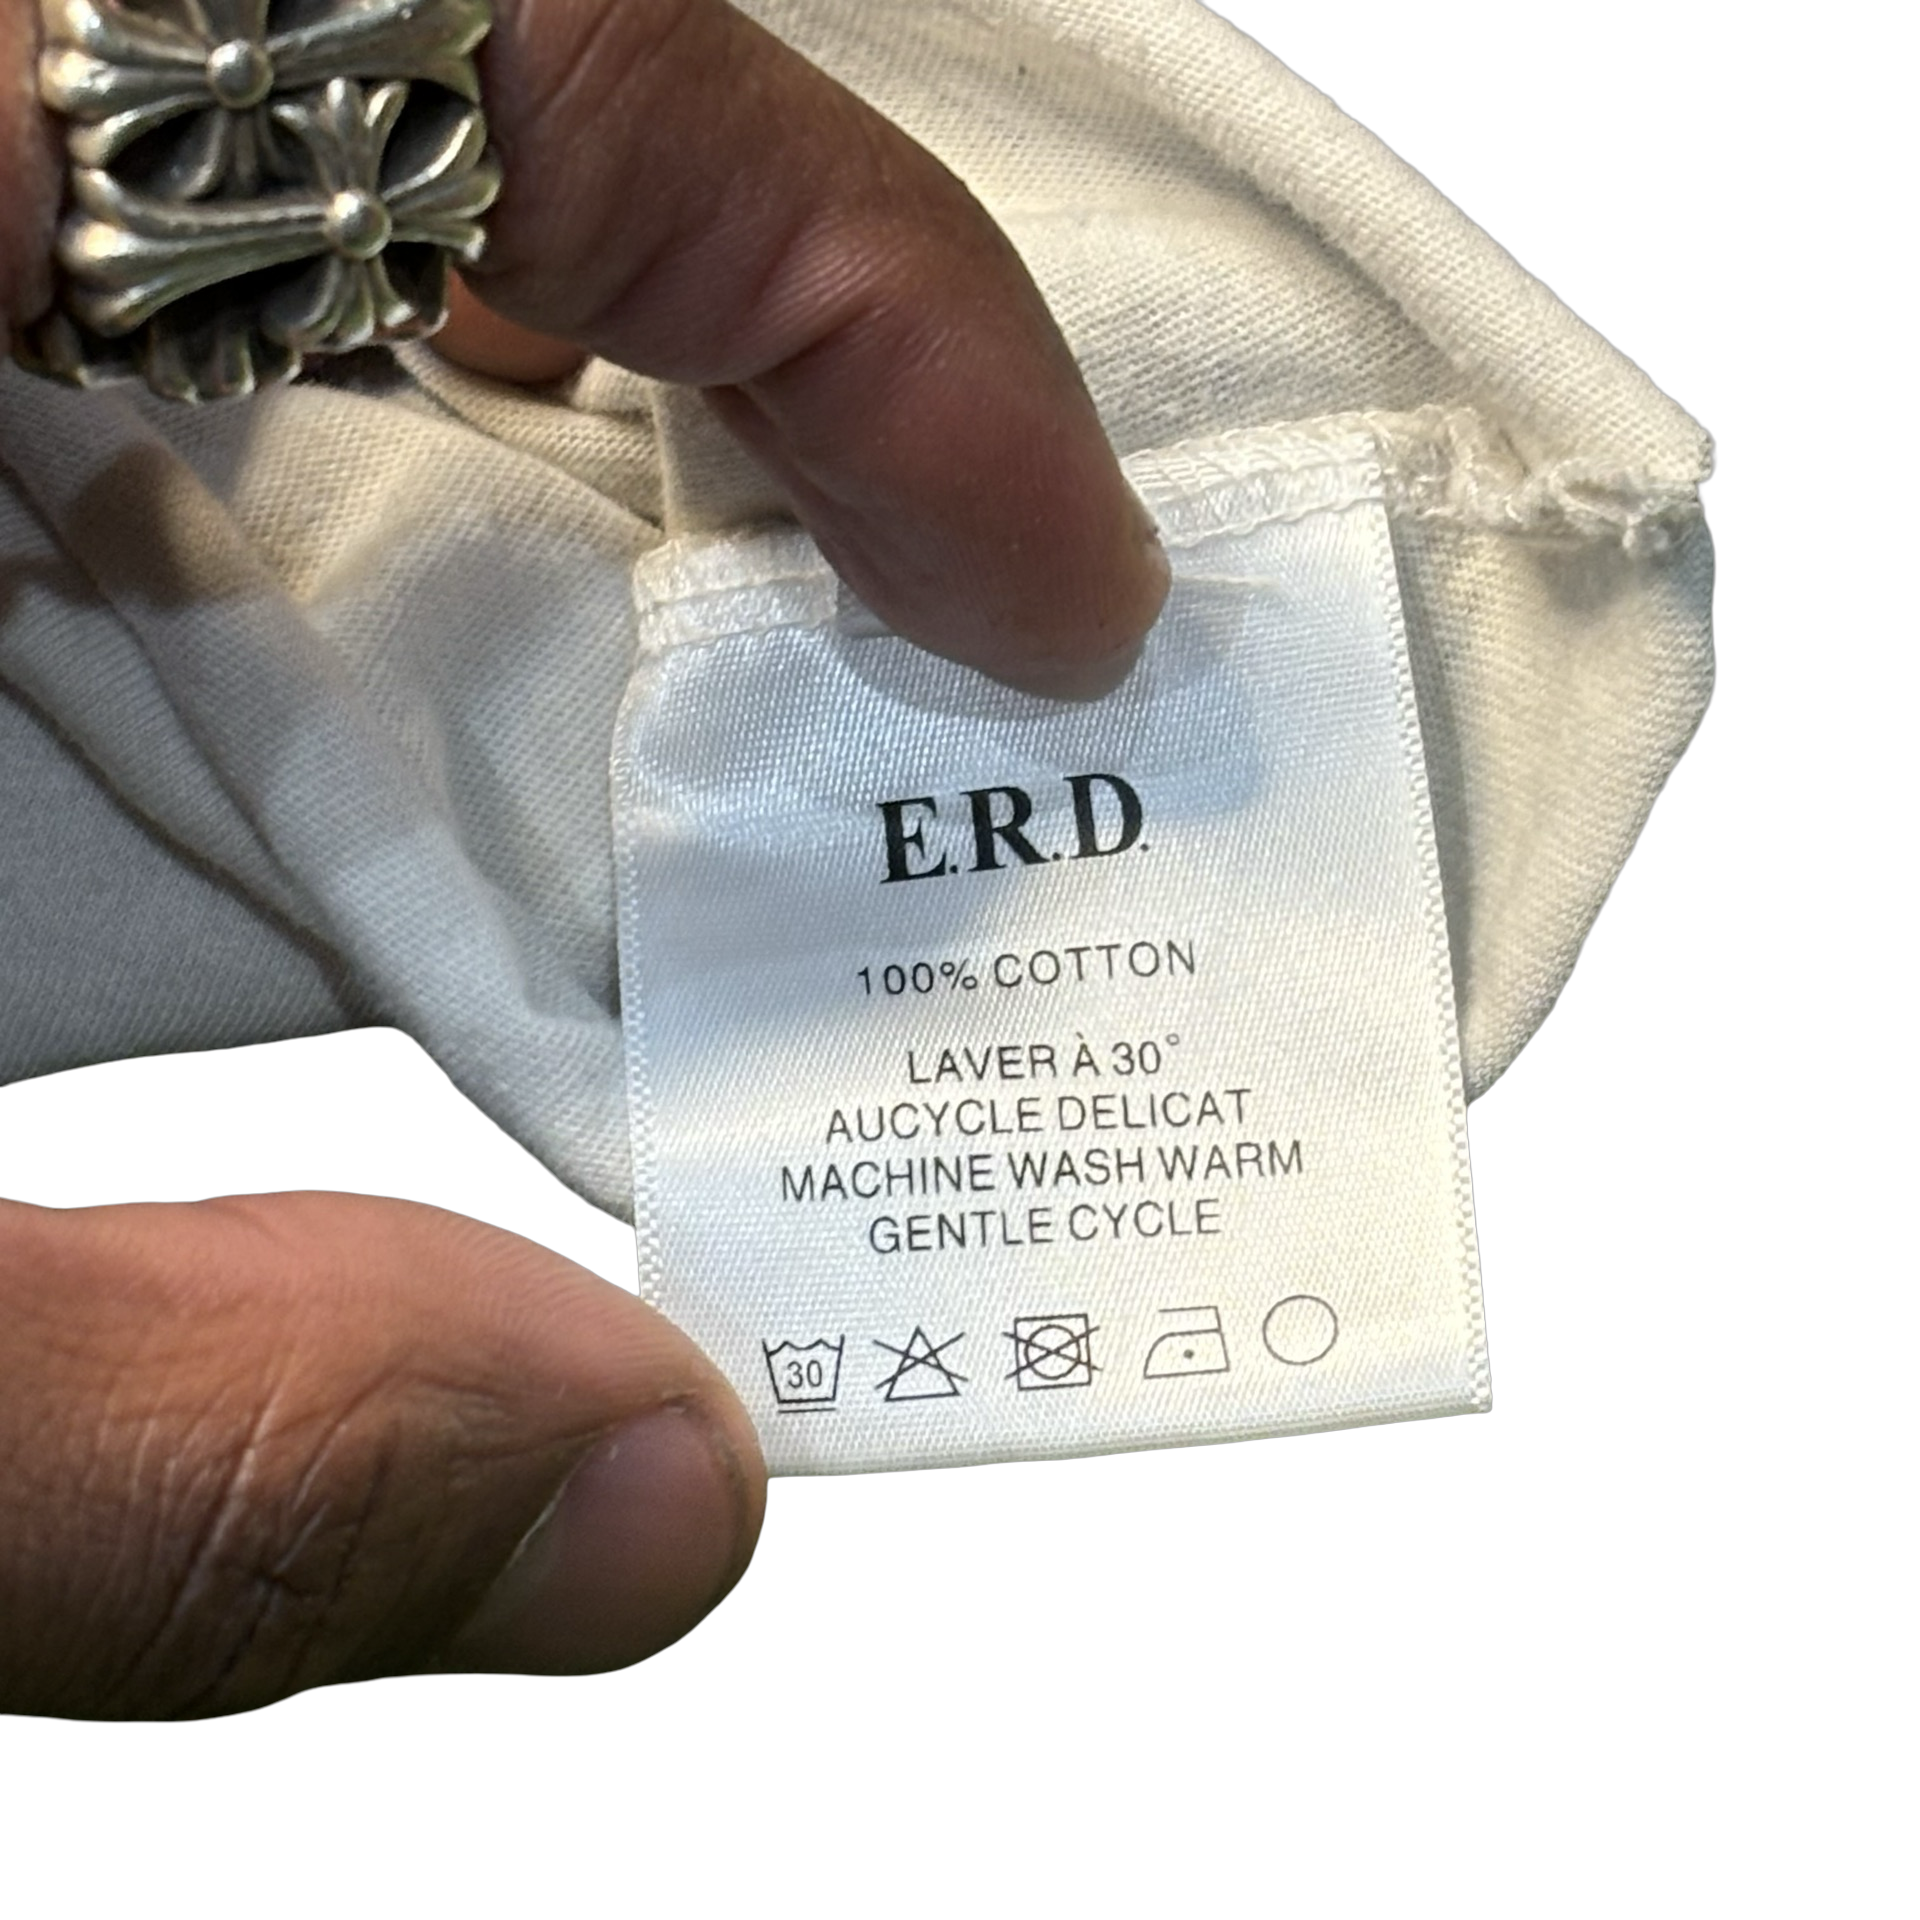 E.R.D.
100% COTTON
LAVER À 30°
AUCYCLE DELICAT
MACHINE WASH WARM
GENTLE CYCLE
30